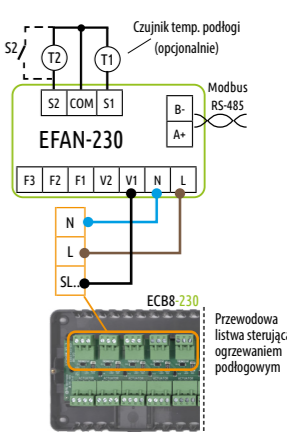 Czujnik temp. podłogi
(opcjonalnie)
S2
T2
T1
S2 COM S1
Modbus
RS-485
B-
A+
EFAN-230
F3 F2 F1 V2 V1 N L
N
L
SL..
ECB8-230
Przewodowa
listwa sterująca
ogrzewaniem
podłogowym